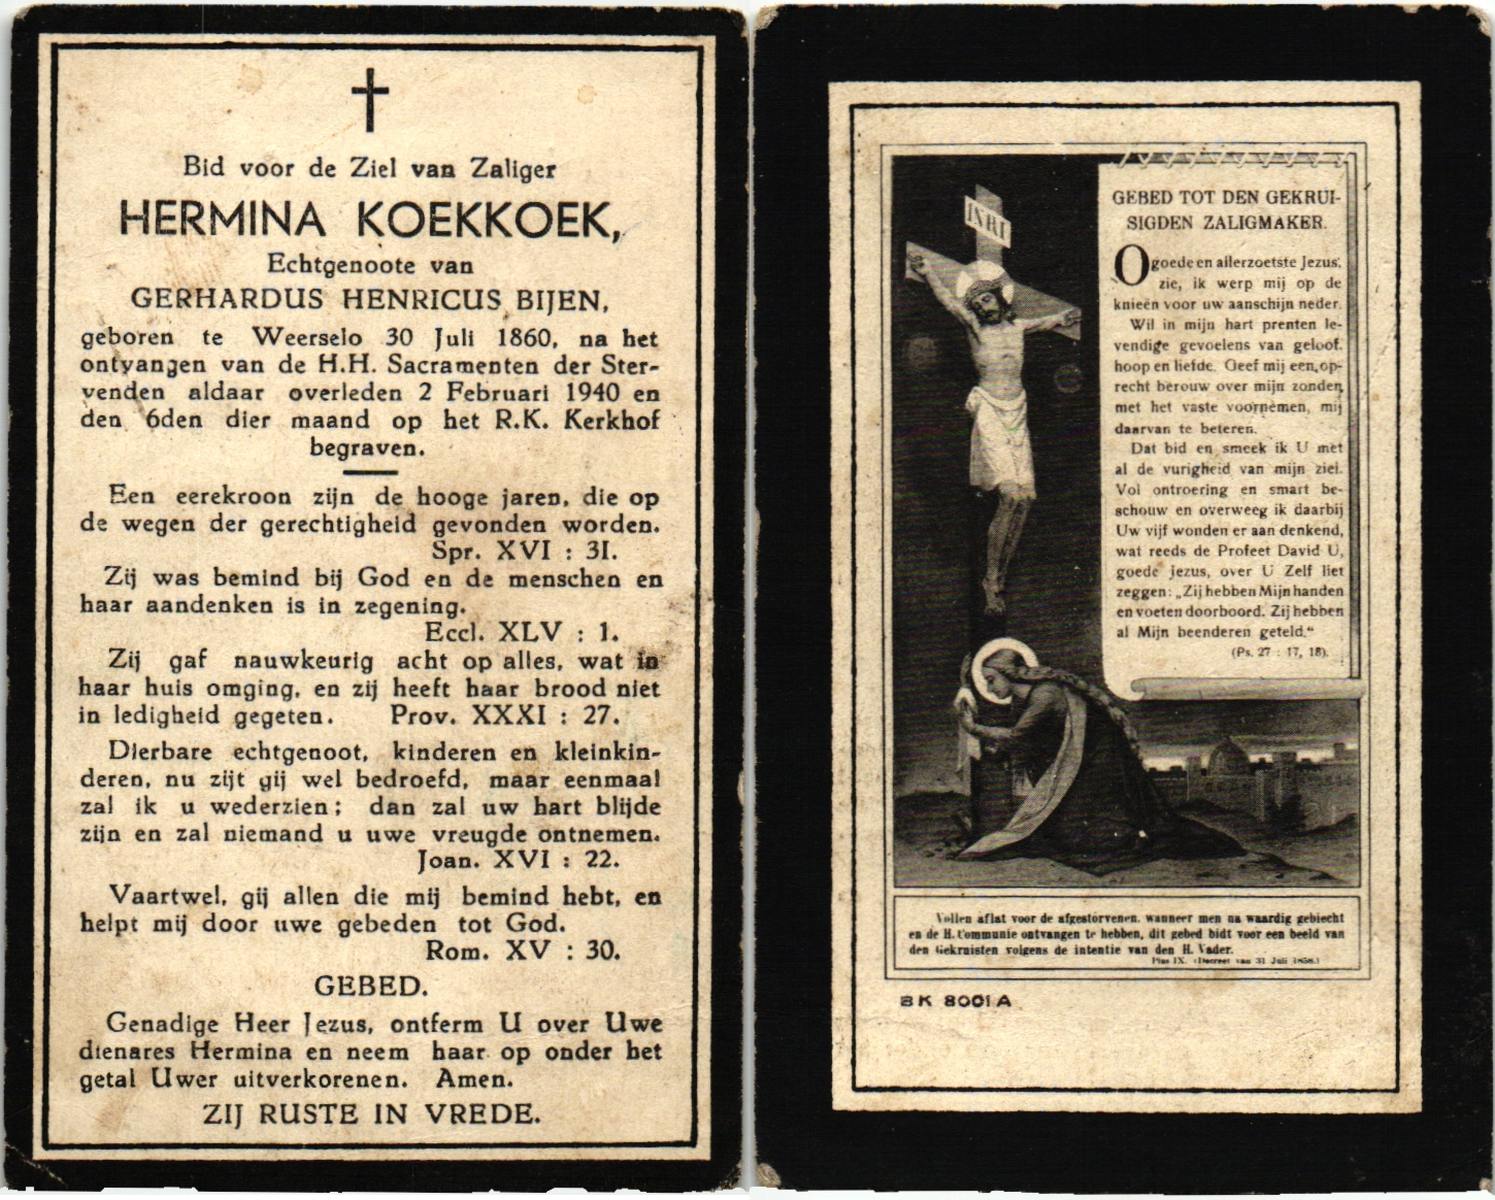 Bid voor de Ziel van Zaliger
HERMINA KOEKKOEK,
Echtgenoote van
GERHARDUS HENRICUS BIJEN,
geboren te Weerselo 30 Juli 1860, na het
ontvangen van de H.H. Sacramenten der Ster-
venden aldaar overleden 2 Februari 1940 en
den 6den dier maand op het R.K. Kerkhof
begraven.
Een eerekroon zijn de hooge jaren, die op
de wegen der gerechtigheid gevonden worden.
Spr. XVI : 31.
Zij was bemind bij God en de menschen en
haar aandenken is in zegening.
Eccl. XLV : 1.
Zij gaf nauwkeurig acht op alles, wat in
haar huis omging, en zij heeft haar brood niet
in ledigheid gegeten. Prov. XXXI : 27.
Dierbare echtgenoot, kinderen en kleinkin-
deren, nu zijt gij wel bedroefd, maar eenmaal
zal ik u wederzien; dan zal uw hart blijde
zijn en zal niemand u uwe vreugde ontnemen.
Joan. XVI : 22.
Vaartwel, gij allen die mij bemind hebt, en
helpt mij door uwe gebeden tot God.
Rom. XV : 30.
GEBED.
Genadige Heer Jezus, ontferm U over Uwe
dienares Hermina en neem haar op onder het
getal Uwer uitverkorenen. Amen.
ZIJ RUSTE IN VREDE.
INRI
GEBED TOT DEN GEKRUI-
SIGDEN ZALIGMAKER.
O goede en allerzoetste Jezus,
zie, ik werp mij op de
knieën voor uw aanschijn neder.
Wil in mijn hart prenten le-
vendige gevoelens van geloof,
hoop en liefde. Geef mij een op-
recht berouw over mijn zonden,
met het vaste voornemen, mij
daarvan te beteren.
Dat bid en smeek ik U met
al de vurigheid van mijn ziel.
Vol ontroering en smart be-
schouw en overweeg ik daarbij
Uw vijf wonden er aan denkend,
wat reeds de Profeet David U,
goede Jezus, over U Zelf liet
zeggen: „Zij hebben Mijn handen
en voeten doorboord. Zij hebben
al Mijn beenderen geteld."
(Ps. 27 : 17, 18).
Vollen aflat voor de afgestorvenen, wanneer men na waardig gebiecht
en de H. Communie ontvangen te hebben, dit gebed bidt voor een beeld van
den Gekruisten volgens de intentie van den H. Vader.
Pius IX. (Decreet van 31 Juli 1858.)
BK 8001 A